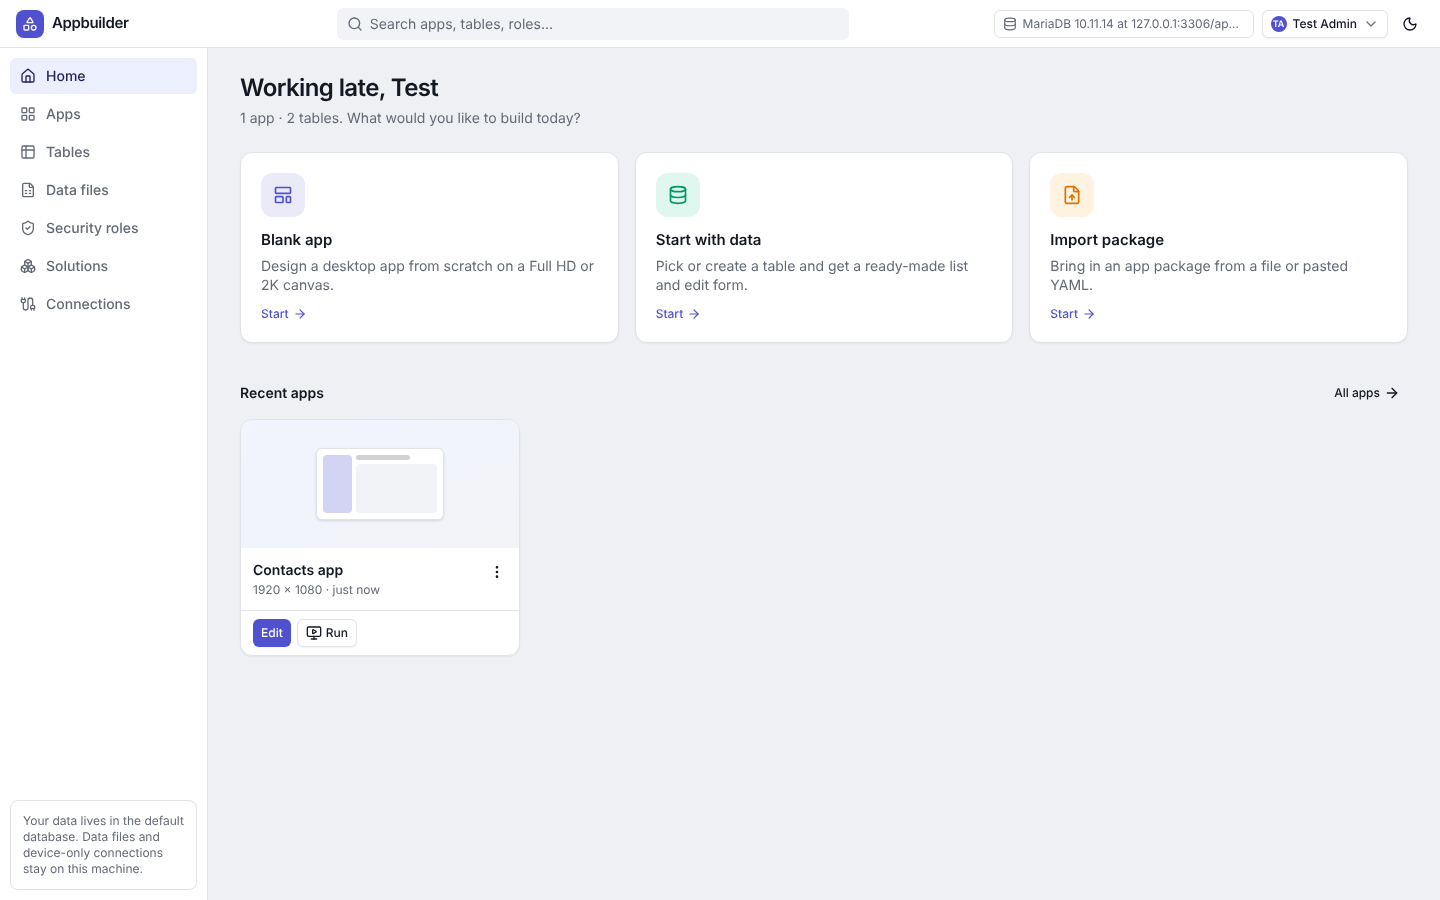 Appbuilder
Search apps, tables, roles...
MariaDB 10.11.14 at 127.0.0.1:3306/ap...
TA
Test Admin
Home
Apps
Tables
Data files
Security roles
Solutions
Connections
Your data lives in the default
database. Data files and
device-only connections
stay on this machine.
Working late, Test
1 app · 2 tables. What would you like to build today?
Blank app
Design a desktop app from scratch on a Full HD or
2K canvas.
Start
Start with data
Pick or create a table and get a ready-made list
and edit form.
Start
Import package
Bring in an app package from a file or pasted
YAML.
Start
Recent apps
All apps
Contacts app
1920 × 1080 · just now
Edit
Run